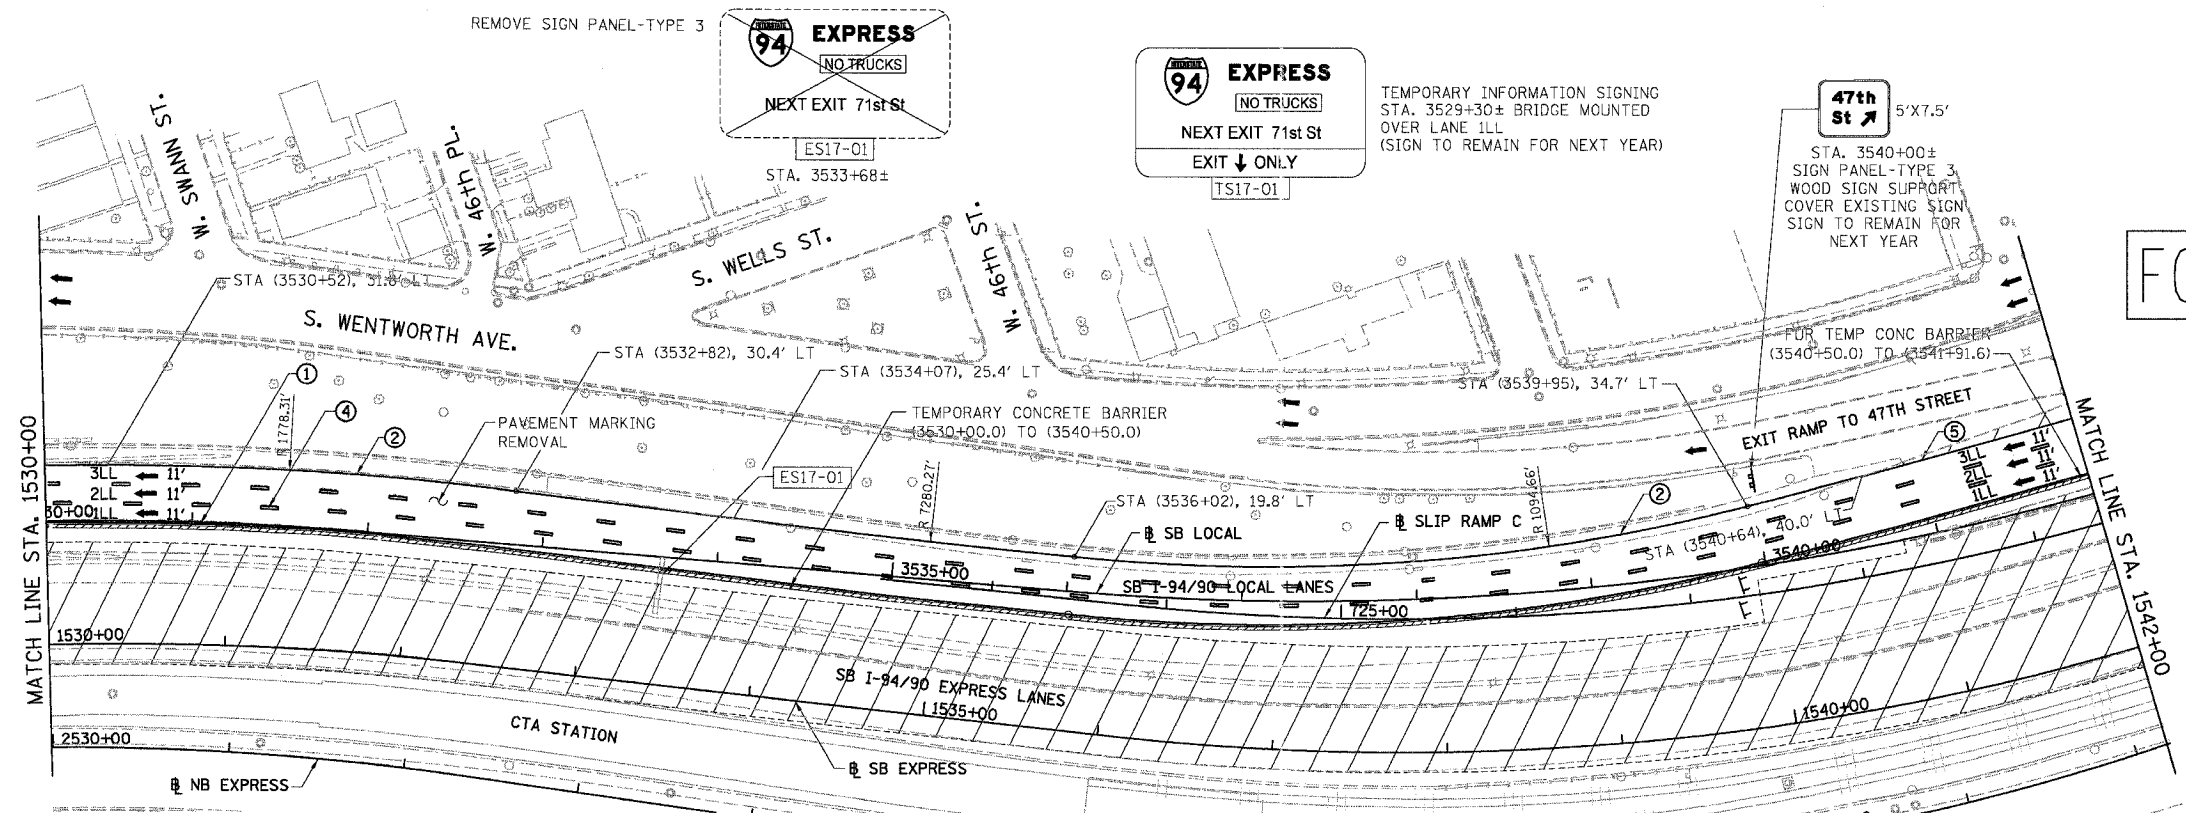 REMOVE SIGN PANEL-TYPE 3
INTERSTATE
94
EXPRESS
NO TRUCKS
NEXT EXIT 71st St
ES17-01
STA. 3533+68±
INTERSTATE
94
EXPRESS
NO TRUCKS
NEXT EXIT 71st St
EXIT ↓ ONLY
TS17-01
TEMPORARY INFORMATION SIGNING
STA. 3529+30± BRIDGE MOUNTED
OVER LANE 1LL
(SIGN TO REMAIN FOR NEXT YEAR)
47th
St ↗
5'X7.5'
STA. 3540+00±
SIGN PANEL-TYPE 3
WOOD SIGN SUPPORT
COVER EXISTING SIGN
SIGN TO REMAIN FOR
NEXT YEAR
W. SWANN ST.
W. 46th PL.
S. WELLS ST.
W. 46th ST.
S. WENTWORTH AVE.
STA (3530+52), 31.8' LT
STA (3532+82), 30.4' LT
STA (3534+07), 25.4' LT
STA (3539+95), 34.7' LT
FUR TEMP CONC BARRIER
(3540+50.0) TO (3541+91.6)
1
4
2
R 1778.31'
PAVEMENT MARKING
REMOVAL
TEMPORARY CONCRETE BARRIER
(3530+00.0) TO (3540+50.0)
EXIT RAMP TO 47TH STREET
5
ES17-01
R 7280.27'
STA (3536+02), 19.8' LT
℄ SB LOCAL
℄ SLIP RAMP C
R 1094.66'
2
STA (3540+64), 40.0' LT
3LL 11'
2LL 11'
1LL 11'
30+00
3LL 11'
2LL 11'
1LL 11'
3535+00
SB I-94/90 LOCAL LANES
725+00
3540+00
MATCH LINE STA. 1530+00
MATCH LINE STA. 1542+00
1530+00
SB I-94/90 EXPRESS LANES
1535+00
1540+00
CTA STATION
2530+00
℄ NB EXPRESS
℄ SB EXPRESS